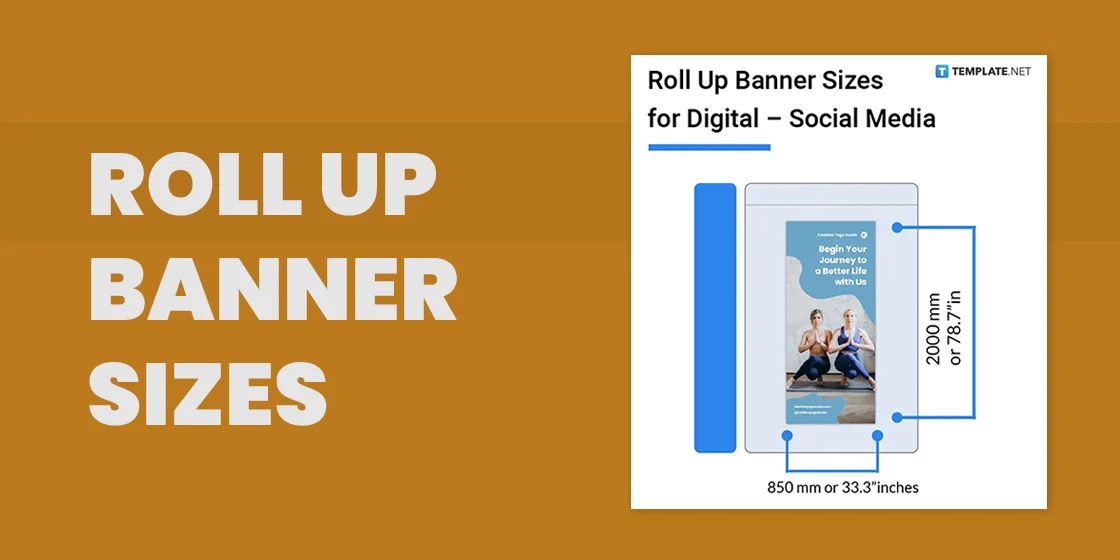 ROLL UP
BANNER
SIZES
Roll Up Banner Sizes
for Digital – Social Media
T TEMPLATE.NET
Begin Your
Journey to
a Better Life
with Us
2000 mm
or 78.7”in
850 mm or 33.3”inches